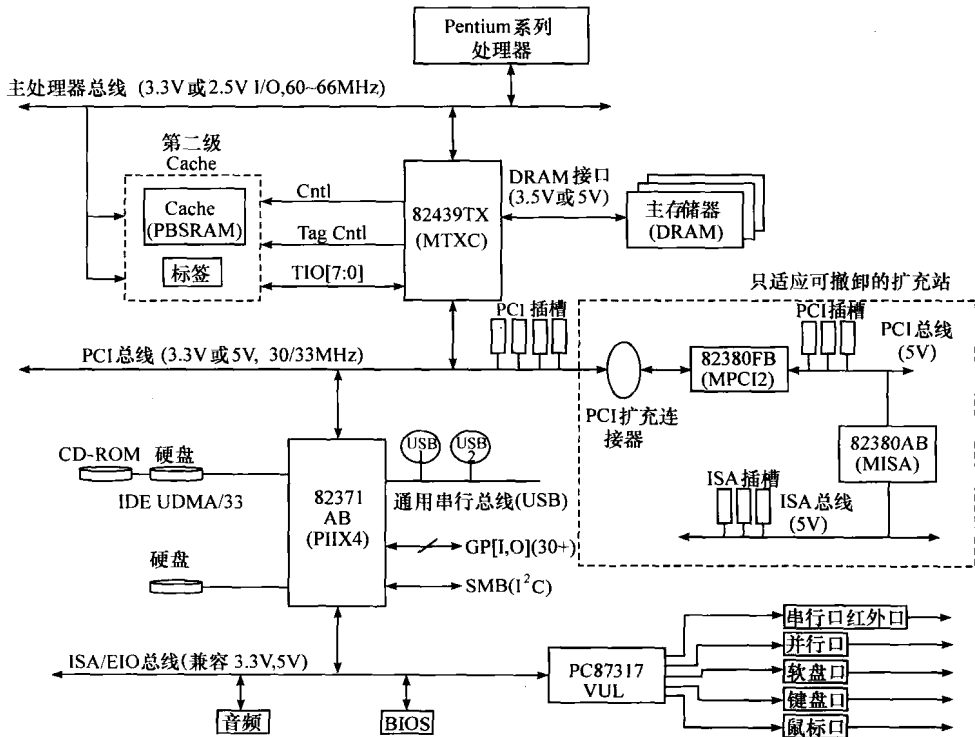 Pentium系列
处理器
主处理器总线 (3.3V或2.5V I/O,60~66MHz)
第二级
Cache
Cache
(PBSRAM)
标签
Cntl
Tag Cntl
TIO[7:0]
82439TX
(MTXC)
DRAM接口
(3.5V或5V)
主存储器
(DRAM)
只适应可撤卸的扩充站
PCI 插槽
PCI总线 (3.3V或5V, 30/33MHz)
PCI扩充连
接器
82380FB
(MPCI2)
PCI插槽
PCI总线
(5V)
82380AB
(MISA)
ISA插槽
ISA总线
(5V)
CD-ROM
硬盘
IDE UDMA/33
硬盘
82371
AB
(PIIX4)
USB
1
USB
2
通用串行总线(USB)
GP[I,O](30+)
SMB(I²C)
ISA/EIO总线(兼容 3.3V,5V)
音频
BIOS
PC87317
VUL
串行口红外口
并行口
软盘口
键盘口
鼠标口